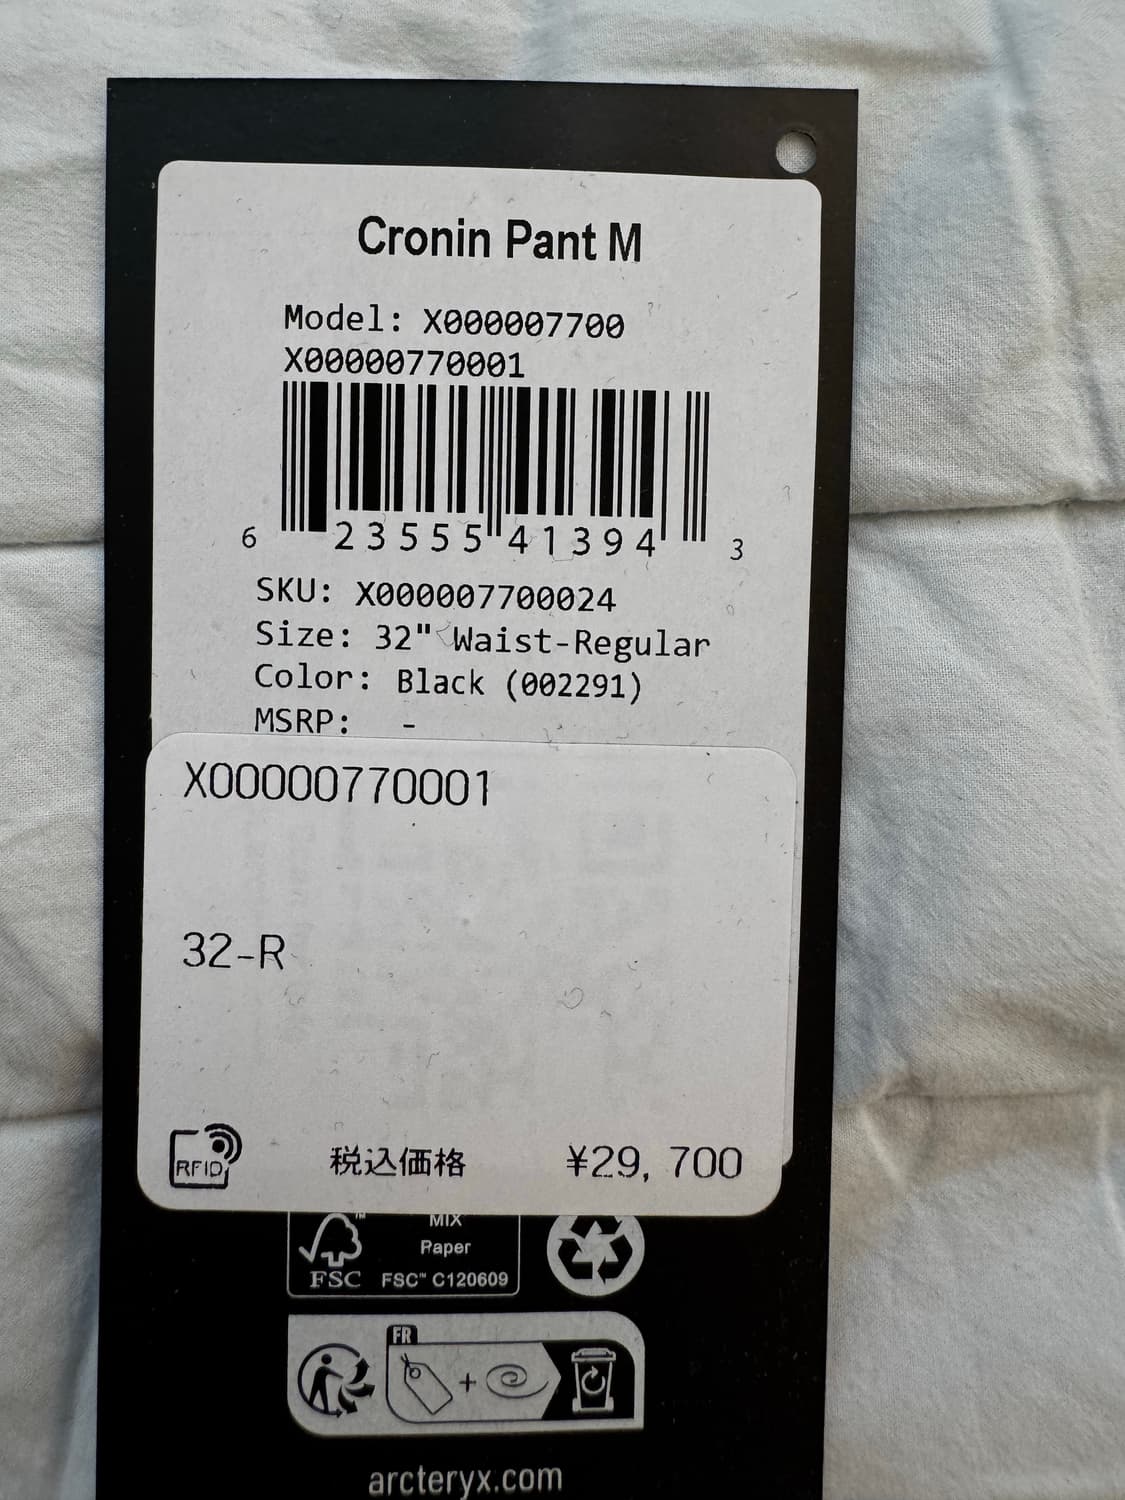 Cronin Pant M
Model: X000007700
X00000770001
6 23555 41394 3
SKU: X000007700024
Size: 32" Waist-Regular
Color: Black (002291)
MSRP: -
X00000770001
32-R
RFID
税込価格 ¥29,700
MIX
Paper
FSC FSC™ C120609
FR
+
arcteryx.com